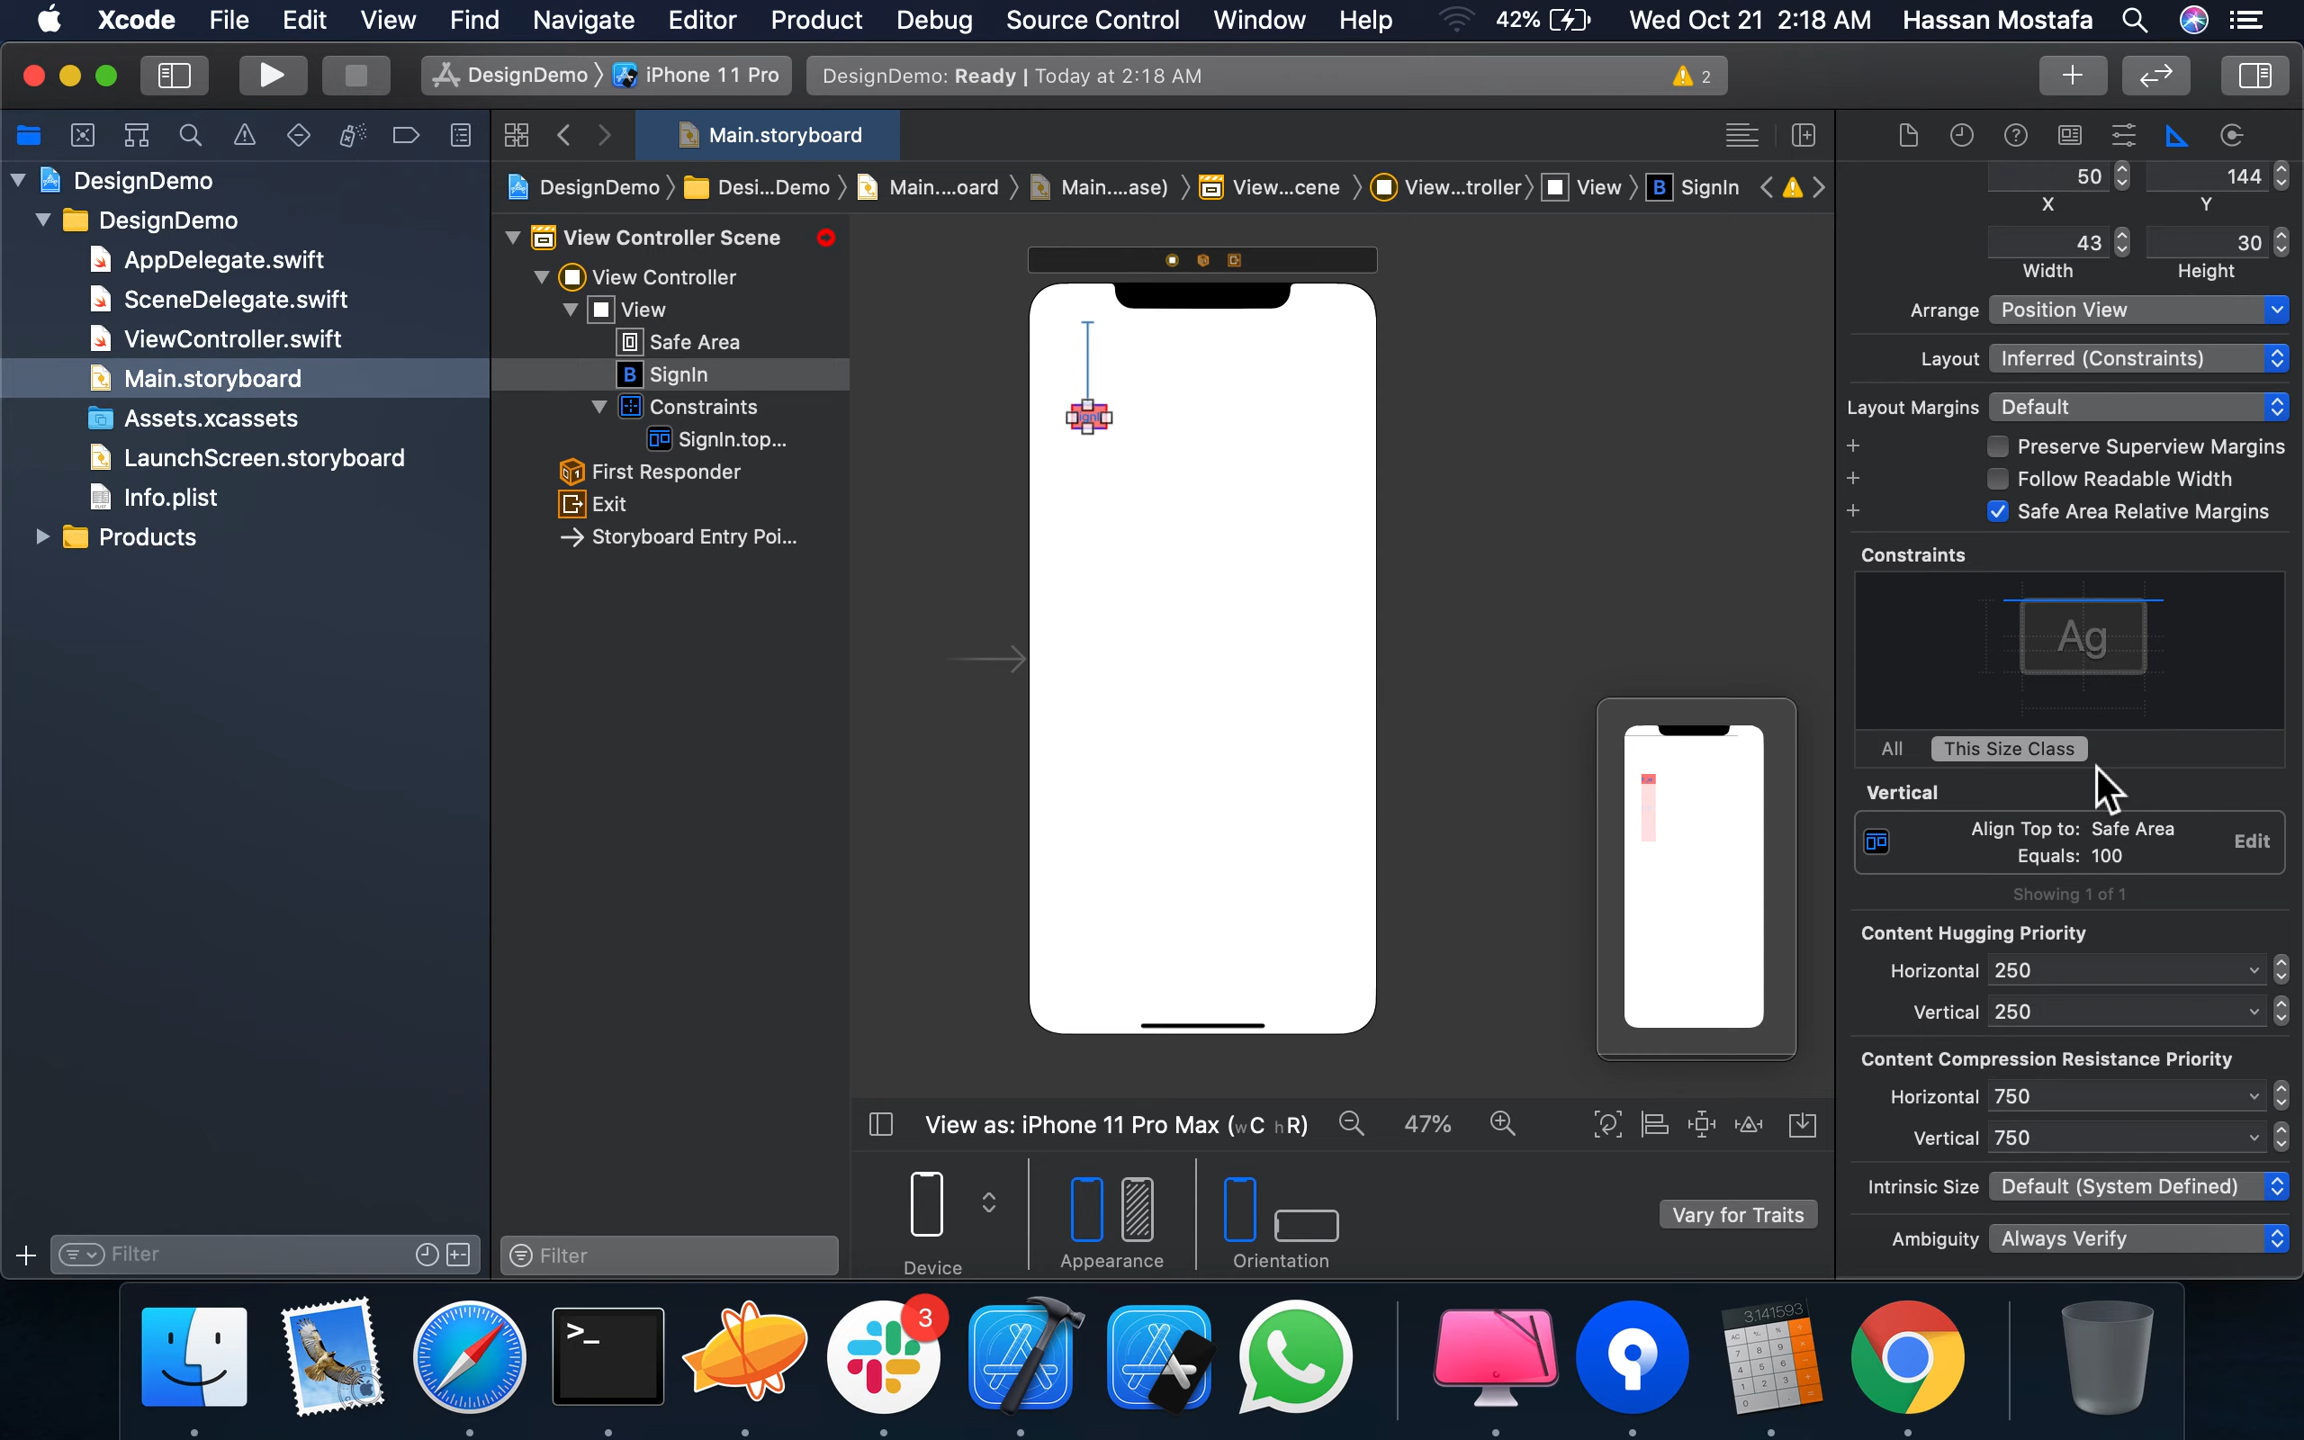 Xcode File Edit View Find Navigate Editor Product Debug Source Control Window Help 42% Wed Oct 21 2:18 AM Hassan Mostafa
DesignDemo iPhone 11 Pro DesignDemo: Ready | Today at 2:18 AM 2
Main.storyboard
DesignDemo Desi...Demo Main....oard Main....ase) View...cene View...troller View B SignIn
DesignDemo
DesignDemo
AppDelegate.swift
SceneDelegate.swift
ViewController.swift
Main.storyboard
Assets.xcassets
LaunchScreen.storyboard
Info.plist
Products
Filter
View Controller Scene
View Controller
View
Safe Area
B SignIn
Constraints
SignIn.top...
First Responder
Exit
Storyboard Entry Poi...
Filter
View as: iPhone 11 Pro Max (wC hR) 47%
Device
Appearance
Orientation
Vary for Traits
50 144
X Y
43 30
Width Height
Arrange Position View
Layout Inferred (Constraints)
Layout Margins Default
Preserve Superview Margins
Follow Readable Width
Safe Area Relative Margins
Constraints
Ag
All This Size Class
Vertical
Align Top to: Safe Area
Equals: 100
Edit
Showing 1 of 1
Content Hugging Priority
Horizontal 250
Vertical 250
Content Compression Resistance Priority
Horizontal 750
Vertical 750
Intrinsic Size Default (System Defined)
Ambiguity Always Verify
3
3.141593